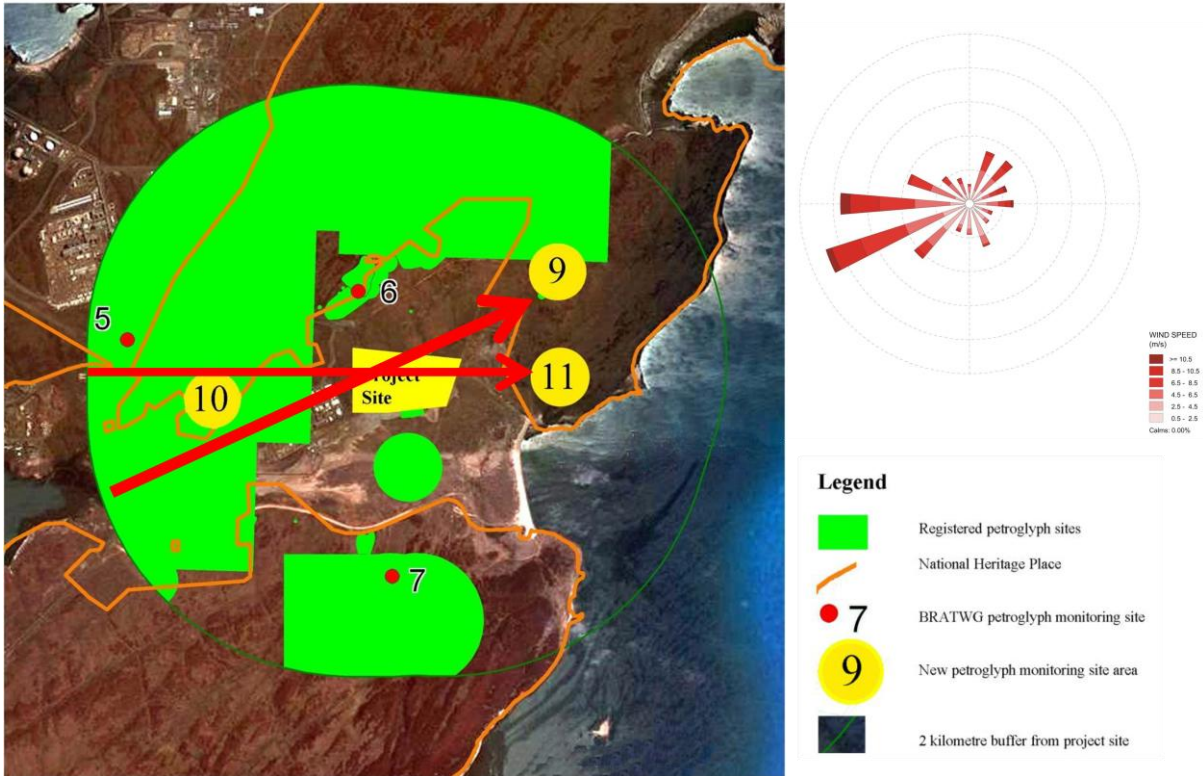 5
6
9
10
11
Project
Site
7
WIND SPEED
(m/s)
>= 10.5
8.5 - 10.5
6.5 - 8.5
4.5 - 6.5
2.5 - 4.5
0.5 - 2.5
Calms: 0.00%
Legend
Registered petroglyph sites
National Heritage Place
7 BRATWG petroglyph monitoring site
9 New petroglyph monitoring site area
2 kilometre buffer from project site